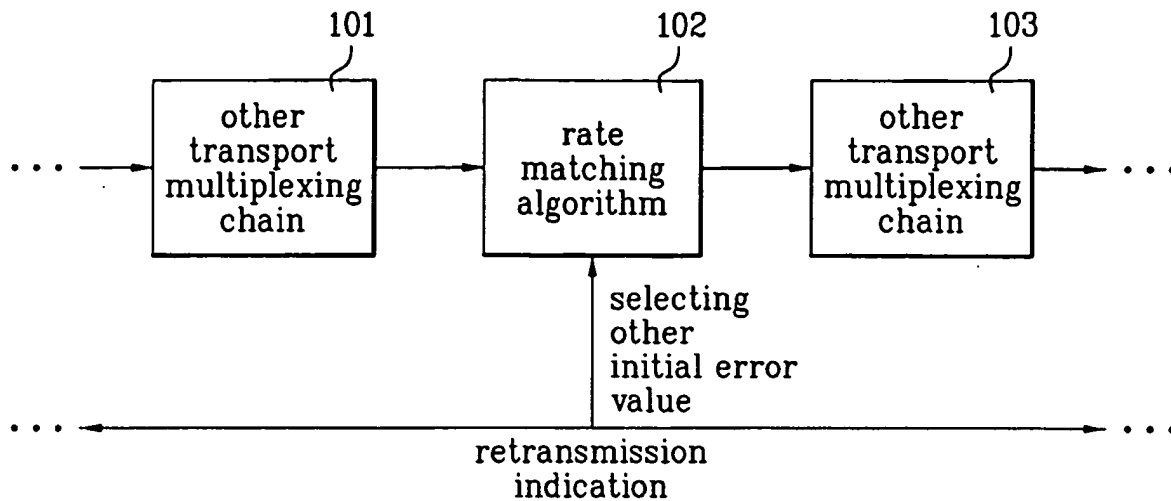 101
102
103
other
transport
multiplexing
chain
rate
matching
algorithm
other
transport
multiplexing
chain
selecting
other
initial error
value
retransmission
indication